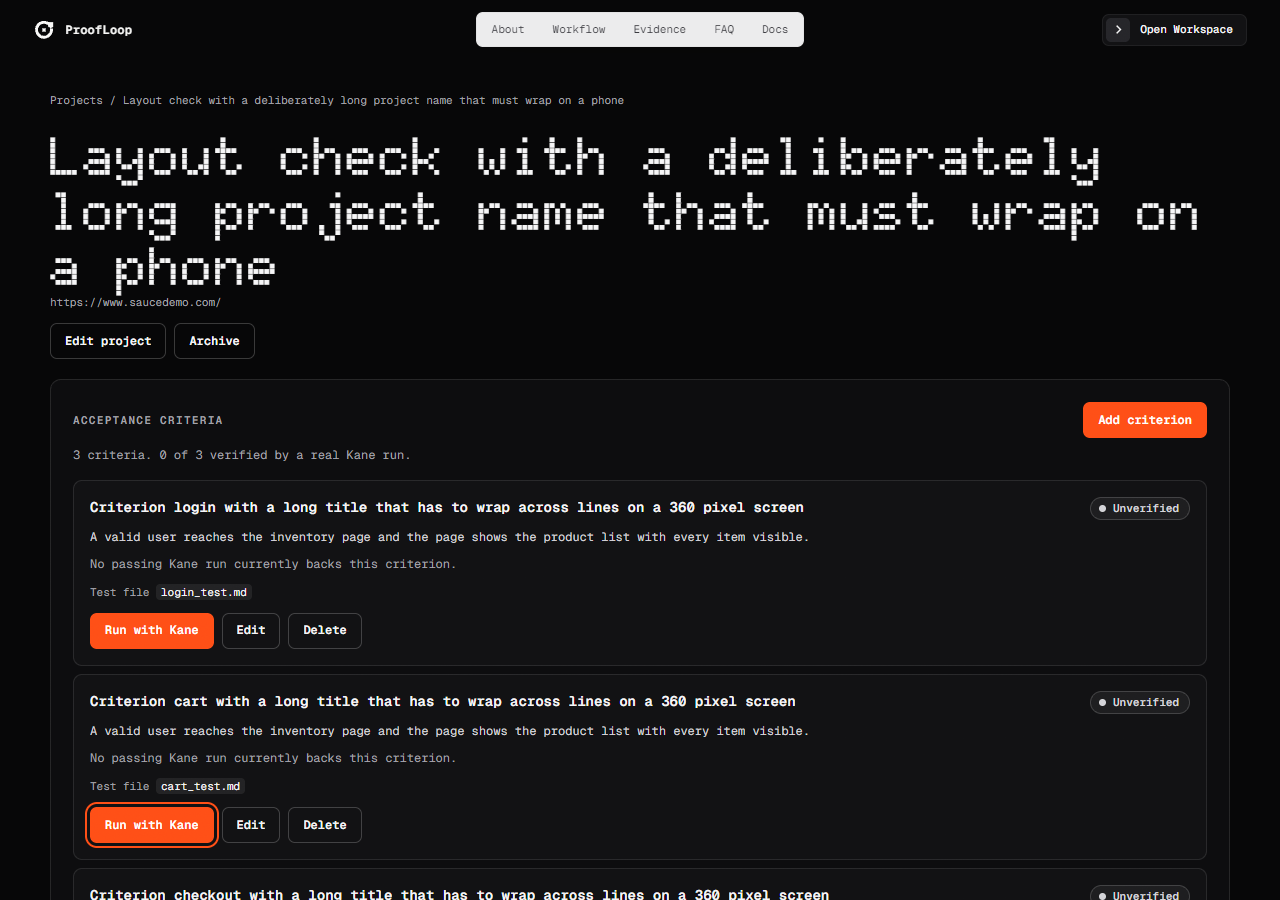 ProofLoop
About Workflow Evidence FAQ Docs
Open Workspace
Projects / Layout check with a deliberately long project name that must wrap on a phone
Layout check with a deliberately
long project name that must wrap on
a phone
https://www.saucedemo.com/
Edit project Archive
ACCEPTANCE CRITERIA
Add criterion
3 criteria. 0 of 3 verified by a real Kane run.
Criterion login with a long title that has to wrap across lines on a 360 pixel screen
Unverified
A valid user reaches the inventory page and the page shows the product list with every item visible.
No passing Kane run currently backs this criterion.
Test file login_test.md
Run with Kane Edit Delete
Criterion cart with a long title that has to wrap across lines on a 360 pixel screen
Unverified
A valid user reaches the inventory page and the page shows the product list with every item visible.
No passing Kane run currently backs this criterion.
Test file cart_test.md
Run with Kane Edit Delete
Criterion checkout with a long title that has to wrap across lines on a 360 pixel screen
Unverified